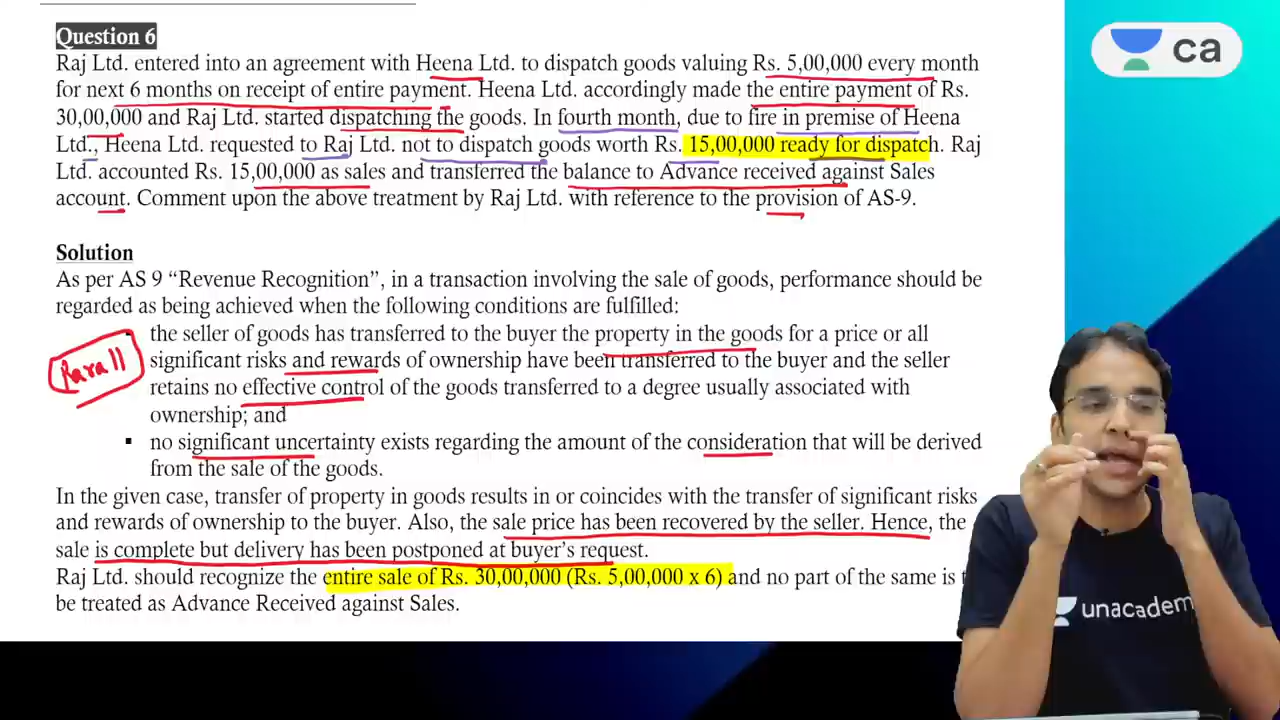 Question 6
Raj Ltd. entered into an agreement with Heena Ltd. to dispatch goods valuing Rs. 5,00,000 every month
for next 6 months on receipt of entire payment. Heena Ltd. accordingly made the entire payment of Rs.
30,00,000 and Raj Ltd. started dispatching the goods. In fourth month, due to fire in premise of Heena
Ltd., Heena Ltd. requested to Raj Ltd. not to dispatch goods worth Rs. 15,00,000 ready for dispatch. Raj
Ltd. accounted Rs. 15,00,000 as sales and transferred the balance to Advance received against Sales
account. Comment upon the above treatment by Raj Ltd. with reference to the provision of AS-9.
Solution
As per AS 9 “Revenue Recognition”, in a transaction involving the sale of goods, performance should be
regarded as being achieved when the following conditions are fulfilled:
▪ the seller of goods has transferred to the buyer the property in the goods for a price or all
significant risks and rewards of ownership have been transferred to the buyer and the seller
retains no effective control of the goods transferred to a degree usually associated with
ownership; and
▪ no significant uncertainty exists regarding the amount of the consideration that will be derived
from the sale of the goods.
Para 11
In the given case, transfer of property in goods results in or coincides with the transfer of significant risks
and rewards of ownership to the buyer. Also, the sale price has been recovered by the seller. Hence, the
sale is complete but delivery has been postponed at buyer’s request.
Raj Ltd. should recognize the entire sale of Rs. 30,00,000 (Rs. 5,00,000 x 6) and no part of the same is t
be treated as Advance Received against Sales.
ca
unacadem